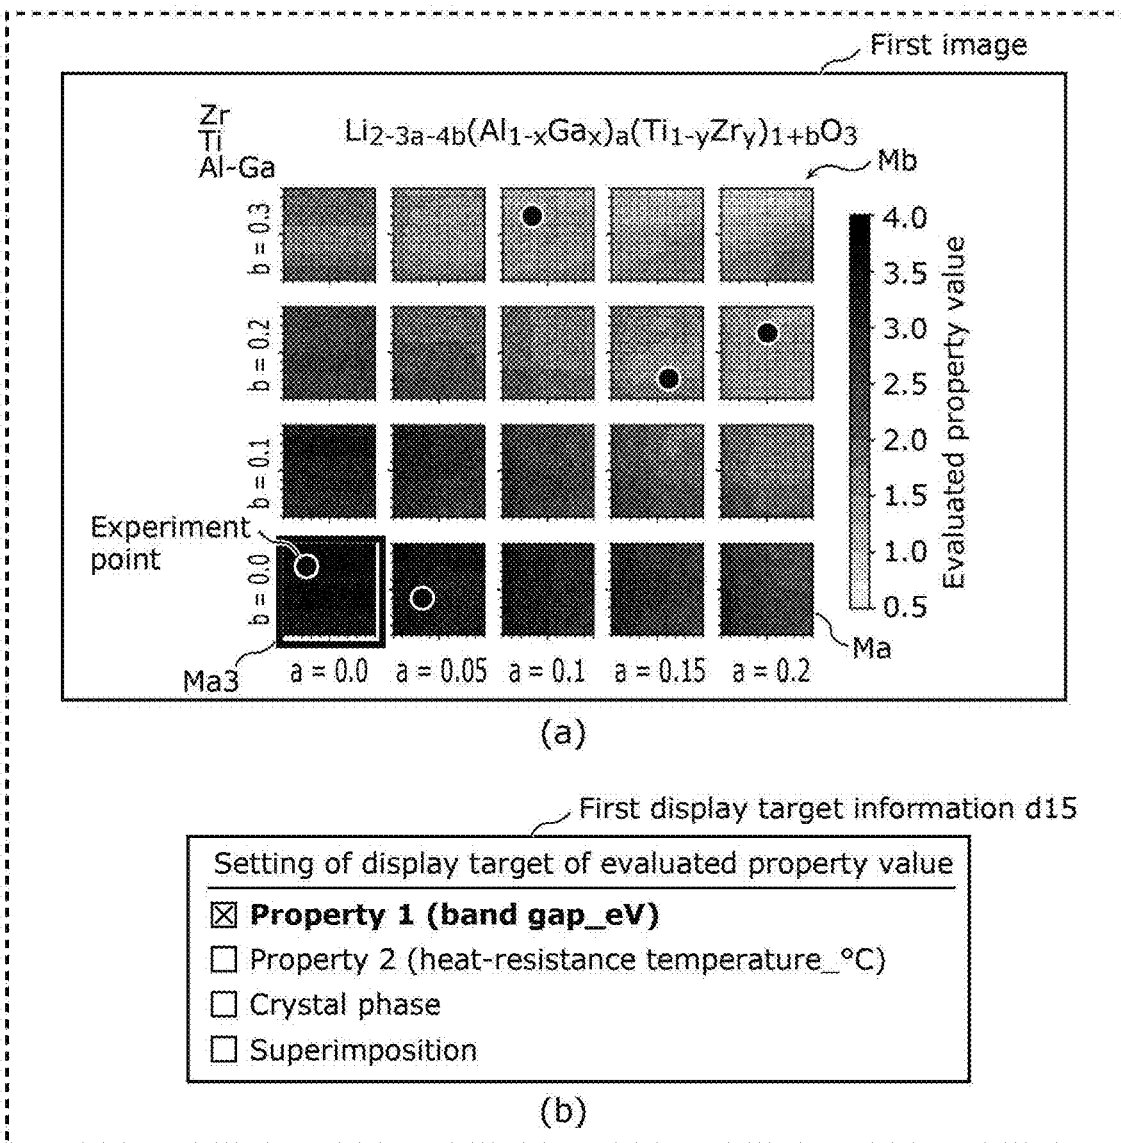 First image
Zr
Ti
Al-Ga
Li2-3a-4b(Al1-xGax)a(Ti1-yZry)1+bO3
Mb
b = 0.3
b = 0.2
b = 0.1
b = 0.0
4.0
3.5
3.0
2.5
2.0
1.5
1.0
0.5
Evaluated property value
Experiment
point
Ma
Ma3
a = 0.0
a = 0.05
a = 0.1
a = 0.15
a = 0.2
(a)
First display target information d15
Setting of display target of evaluated property value
☒ Property 1 (band gap_eV)
☐ Property 2 (heat-resistance temperature_°C)
☐ Crystal phase
☐ Superimposition
(b)